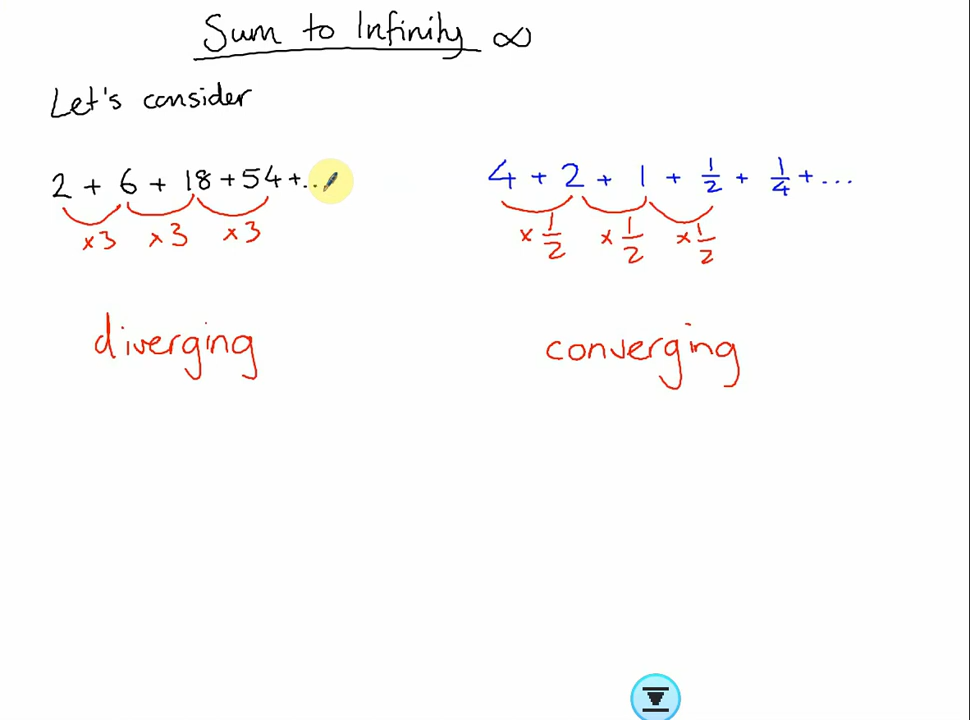 Sum to Infinity ∞
Let's consider
2 + 6 + 18 + 54 + ...
×3 ×3 ×3
diverging
4 + 2 + 1 + 1/2 + 1/4 + ...
×1/2 ×1/2 ×1/2
converging